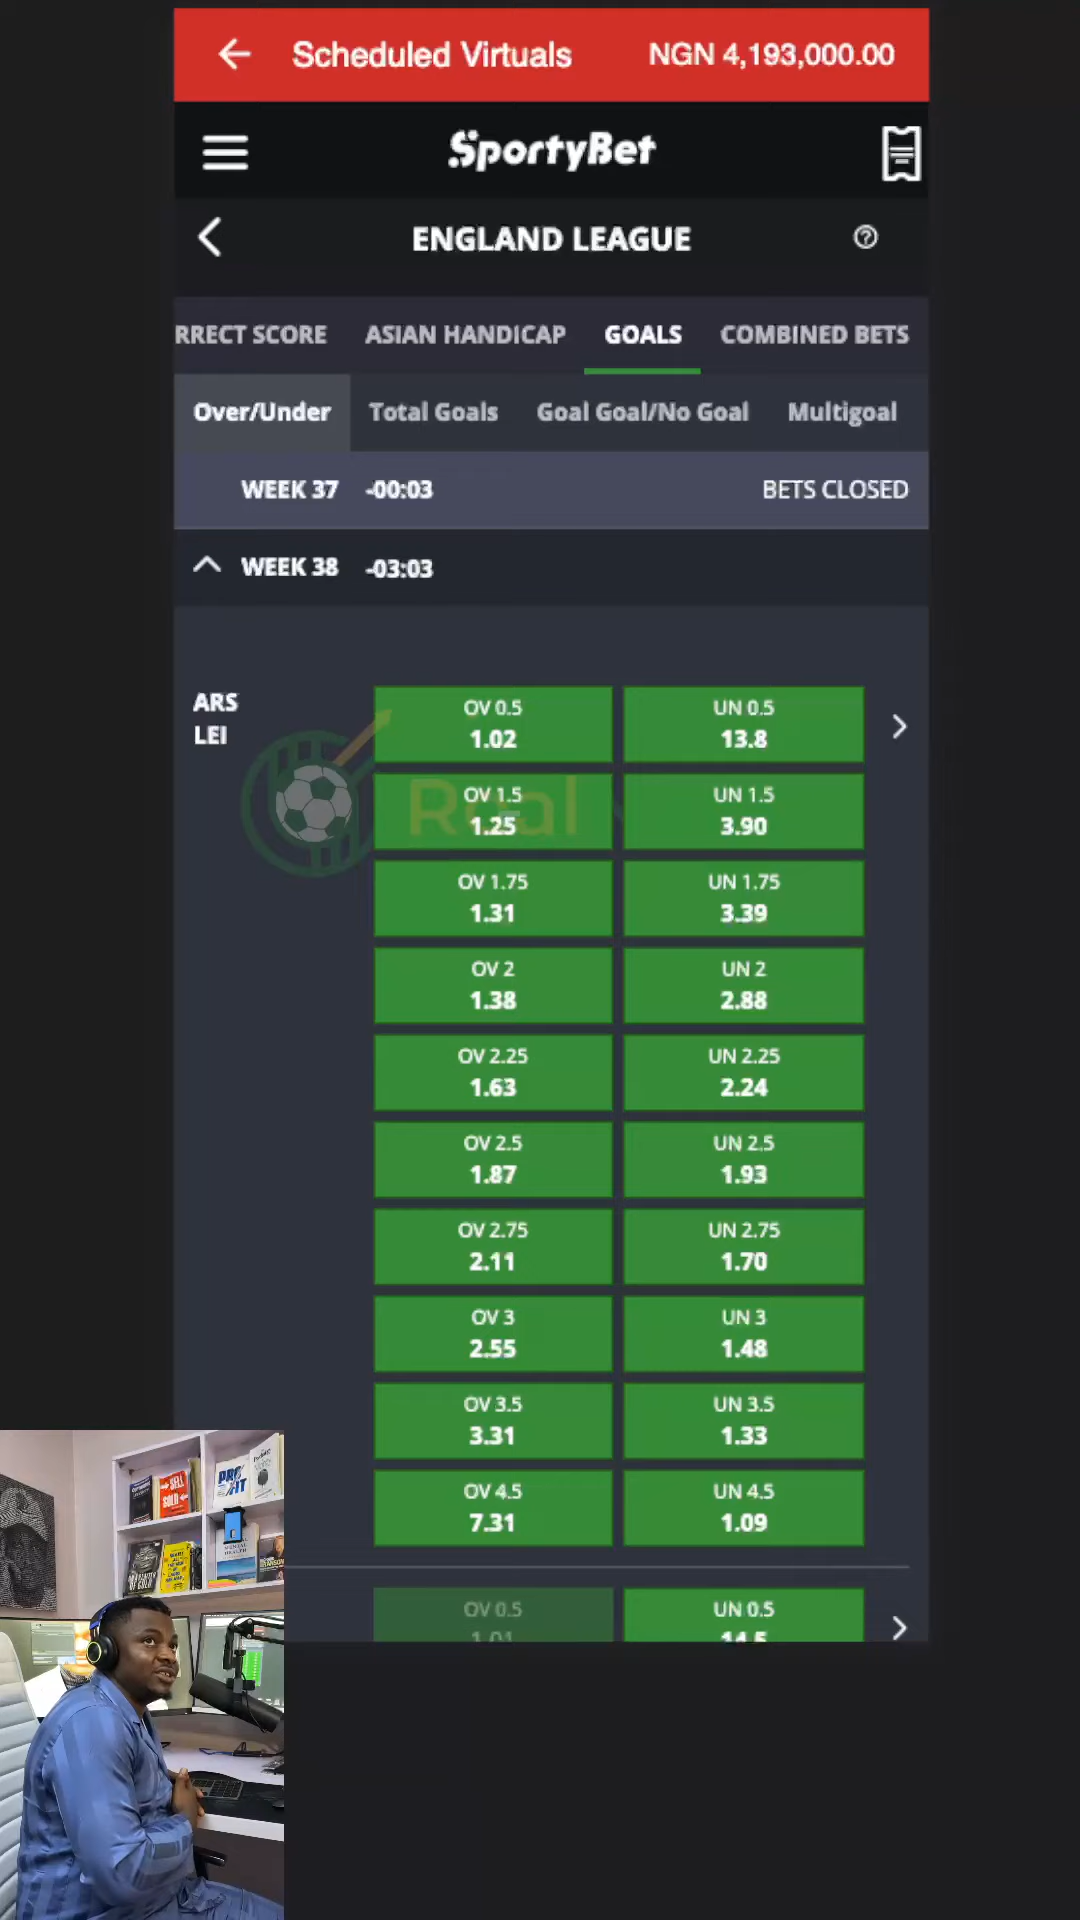 Scheduled Virtuals NGN 4,193,000.00
SportyBet
ENGLAND LEAGUE
RRECT SCORE ASIAN HANDICAP GOALS COMBINED BETS
Over/Under Total Goals Goal Goal/No Goal Multigoal
WEEK 37 -00:03 BETS CLOSED
WEEK 38 -03:03
ARS
LEI
OV 0.5 UN 0.5
1.02 13.8
OV 1.5 UN 1.5
1.25 3.90
OV 1.75 UN 1.75
1.31 3.39
OV 2 UN 2
1.38 2.88
OV 2.25 UN 2.25
1.63 2.24
OV 2.5 UN 2.5
1.87 1.93
OV 2.75 UN 2.75
2.11 1.70
OV 3 UN 3
2.55 1.48
OV 3.5 UN 3.5
3.31 1.33
OV 4.5 UN 4.5
7.31 1.09
OV 0.5 UN 0.5
1.01 14.5
SELL
SOLD